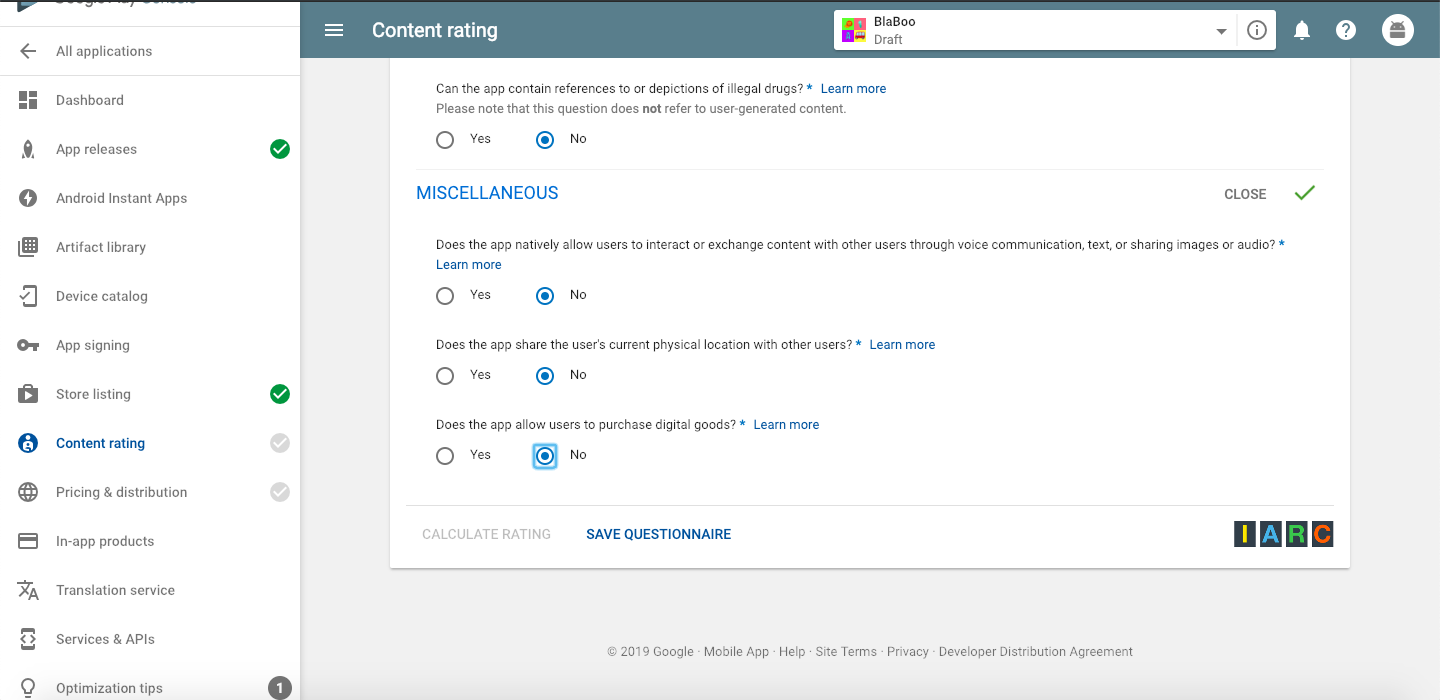 Google Play Console
All applications
Dashboard
App releases
Android Instant Apps
Artifact library
Device catalog
App signing
Store listing
Content rating
Pricing & distribution
In-app products
Translation service
Services & APIs
Optimization tips
1
Content rating
BlaBoo
Draft
Can the app contain references to or depictions of illegal drugs? * Learn more
Please note that this question does not refer to user-generated content.
Yes No
MISCELLANEOUS
CLOSE
Does the app natively allow users to interact or exchange content with other users through voice communication, text, or sharing images or audio? *
Learn more
Yes No
Does the app share the user's current physical location with other users? * Learn more
Yes No
Does the app allow users to purchase digital goods? * Learn more
Yes No
CALCULATE RATING SAVE QUESTIONNAIRE
IARC
© 2019 Google · Mobile App · Help · Site Terms · Privacy · Developer Distribution Agreement